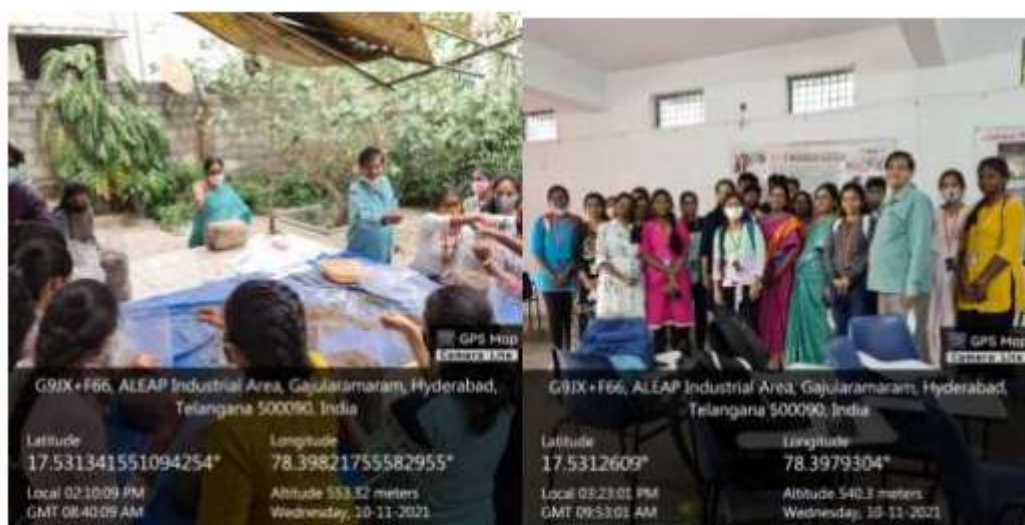 GPS Map
Camera Lite
G9JX+F66, ALEAP Industrial Area, Gajularamaram, Hyderabad,
Telangana 500090, India
Latitude
17.531341551094254°
Longitude
78.39821755582955°
Local 02:10:09 PM
GMT 08:40:09 AM
Altitude 553.32 meters
Wednesday, 10-11-2021
GPS Map
Camera Lite
G9JX+F66, ALEAP Industrial Area, Gajularamaram, Hyderabad,
Telangana 500090, India
Latitude
17.5312609°
Longitude
78.3979304°
Local 03:23:01 PM
GMT 09:53:01 AM
Altitude 540.3 meters
Wednesday, 10-11-2021